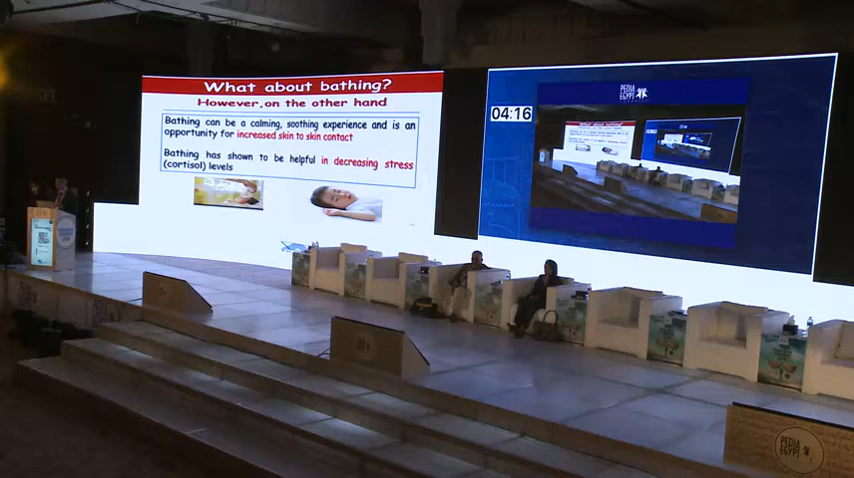 What about bathing?
However,on the other hand
Bathing can be a calming, soothing experience and is an
opportunity for increased skin to skin contact
Bathing has shown to be helpful in decreasing stress
(cortisol) levels
04:16
PEDIA
EGYPT
PEDIA
EGYPT